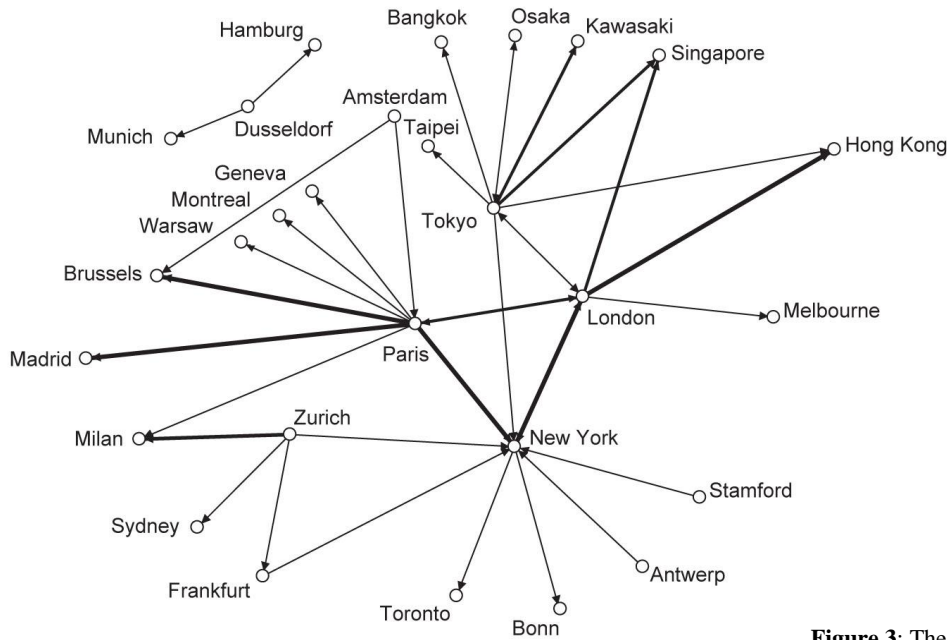 Bangkok
Osaka
Kawasaki
Hamburg
Singapore
Amsterdam
Munich
Dusseldorf
Taipei
Hong Kong
Geneva
Montreal
Tokyo
Warsaw
Brussels
London
Melbourne
Paris
Madrid
Zurich
Milan
New York
Stamford
Sydney
Antwerp
Frankfurt
Toronto
Bonn
Figure 3: The